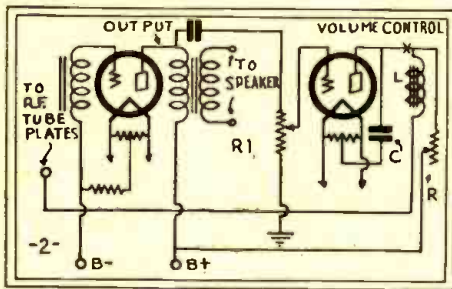 OUTPUT
VOLUME CONTROL
TO
R.F.
TUBE
PLATES
TO
SPEAKER
R1
X
L
C
R
-2-
B-
B+